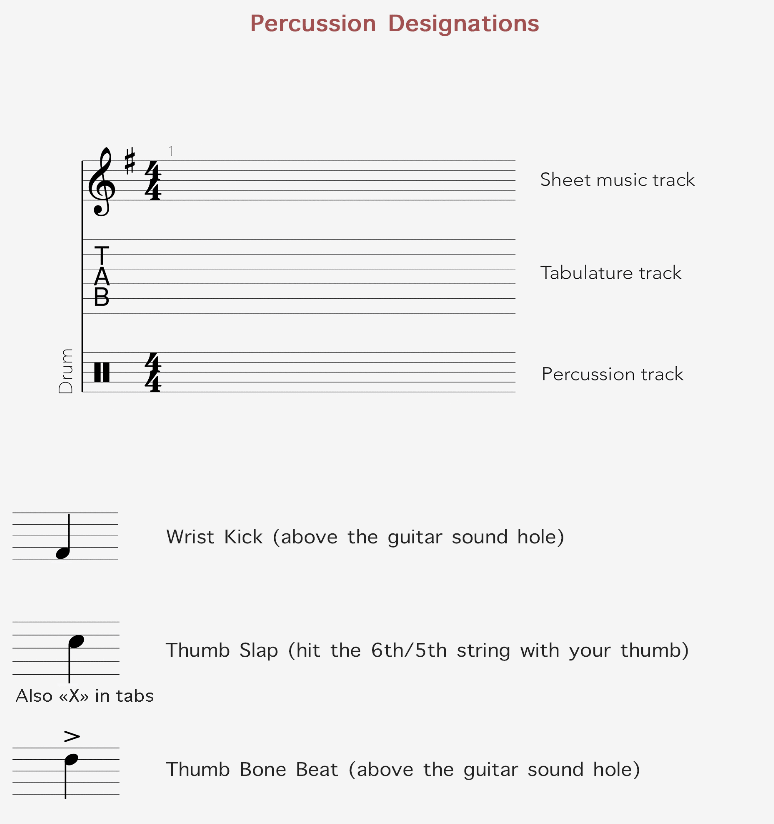 Percussion Designations
1
4
4
Sheet music track
T
A
B
Tabulature track
Drum
4
4
Percussion track
Wrist Kick (above the guitar sound hole)
Thumb Slap (hit the 6th/5th string with your thumb)
Also «X» in tabs
>
Thumb Bone Beat (above the guitar sound hole)